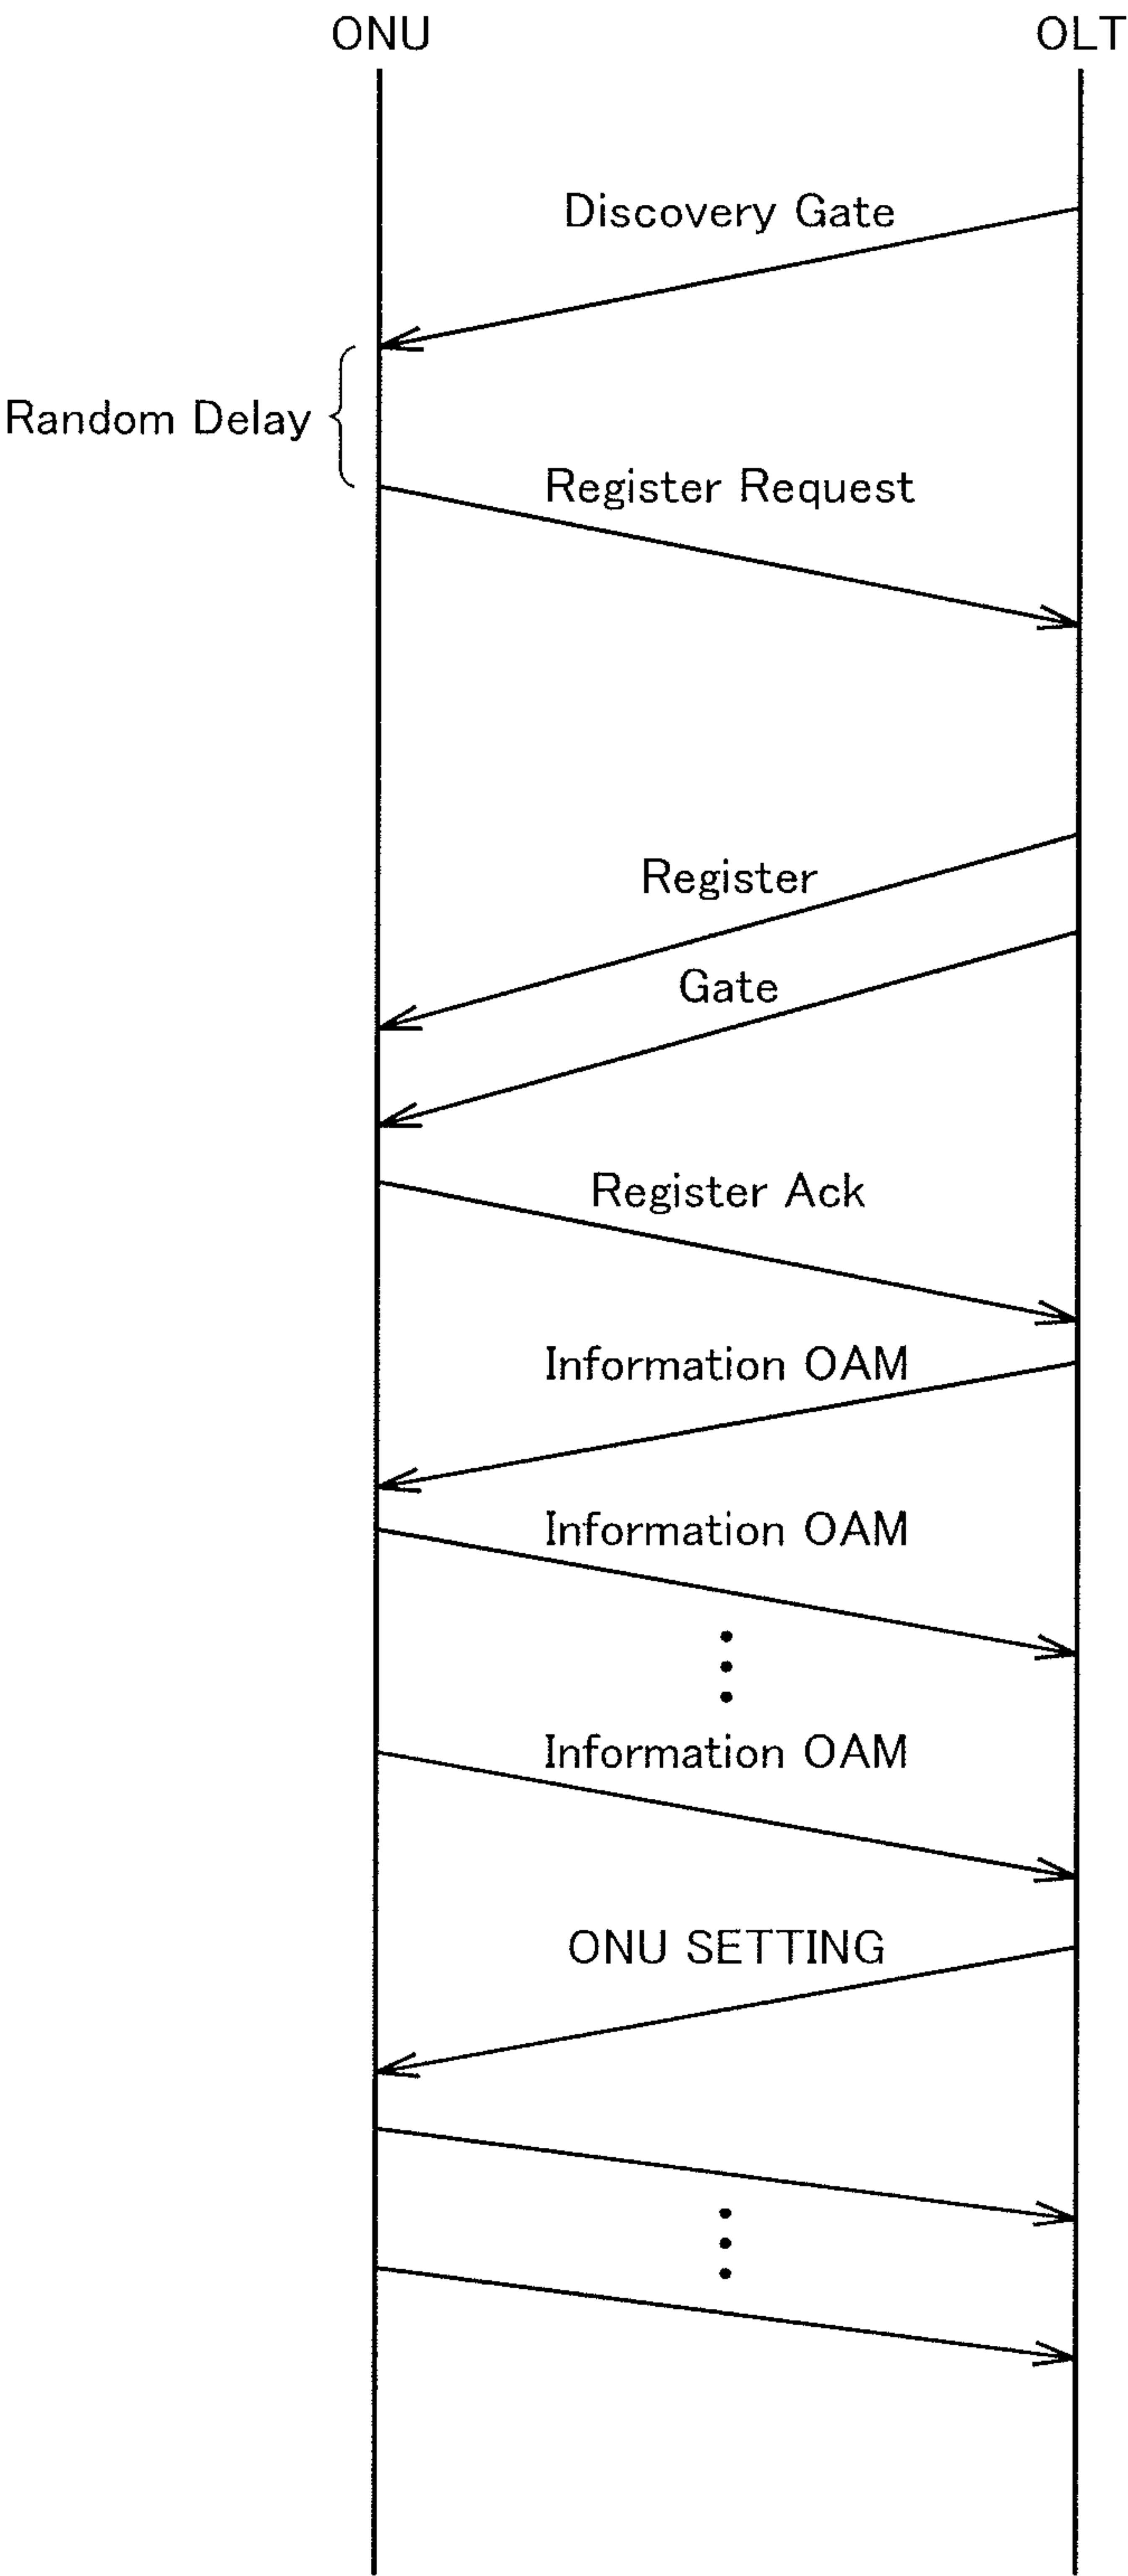 ONU
OLT
Discovery Gate
Random Delay
Register Request
Register
Gate
Register Ack
Information OAM
Information OAM
Information OAM
ONU SETTING